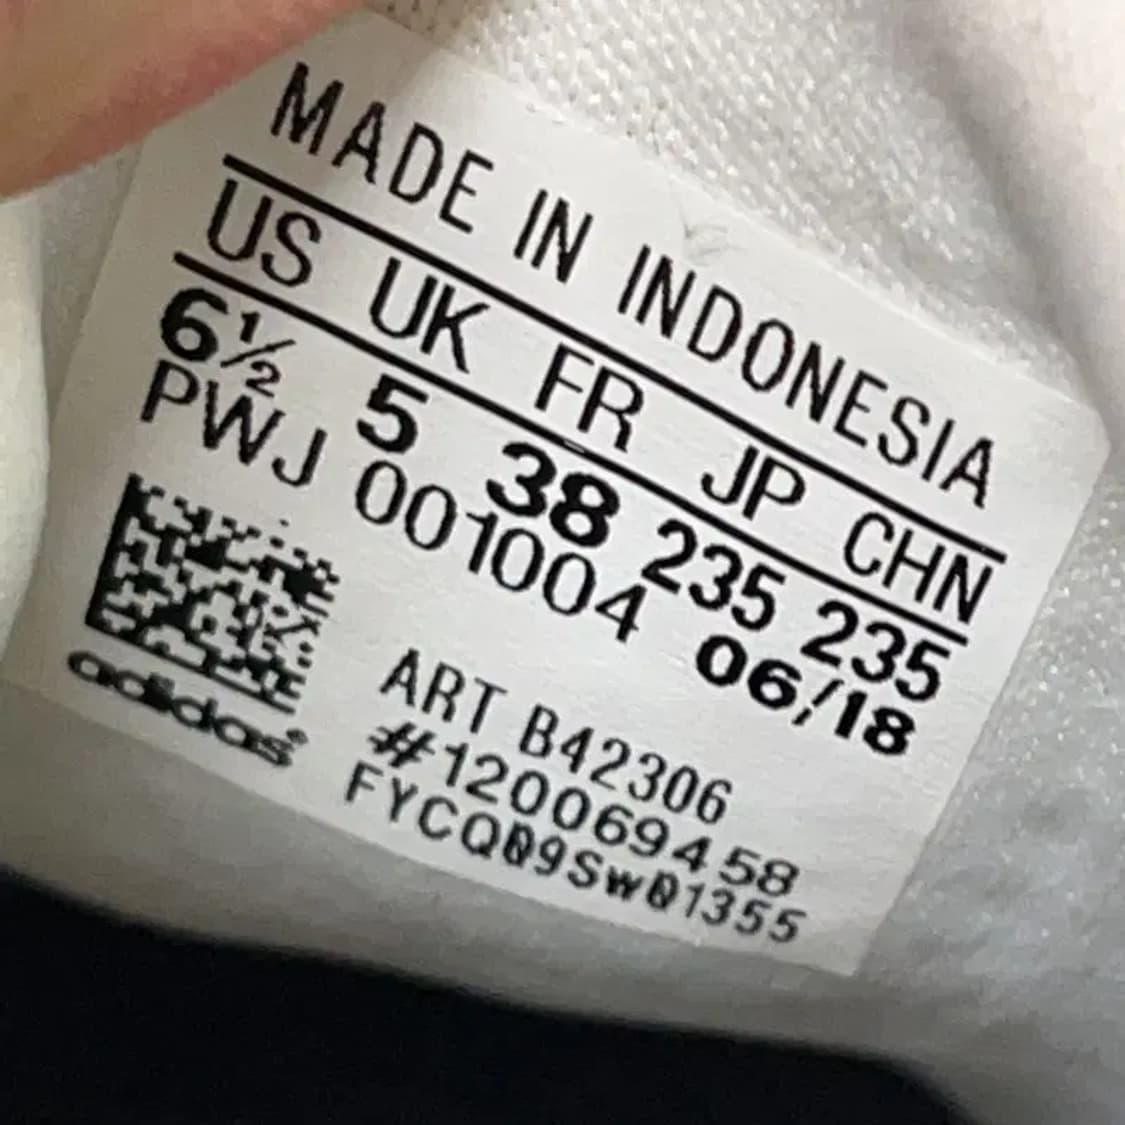 MADE IN INDONESIA
US UK FR JP CHN
6½ 5 38 235 235
PWJ 001004 06/18
ART B42306
#120069458
FYCQ09SwQ1355
adidas